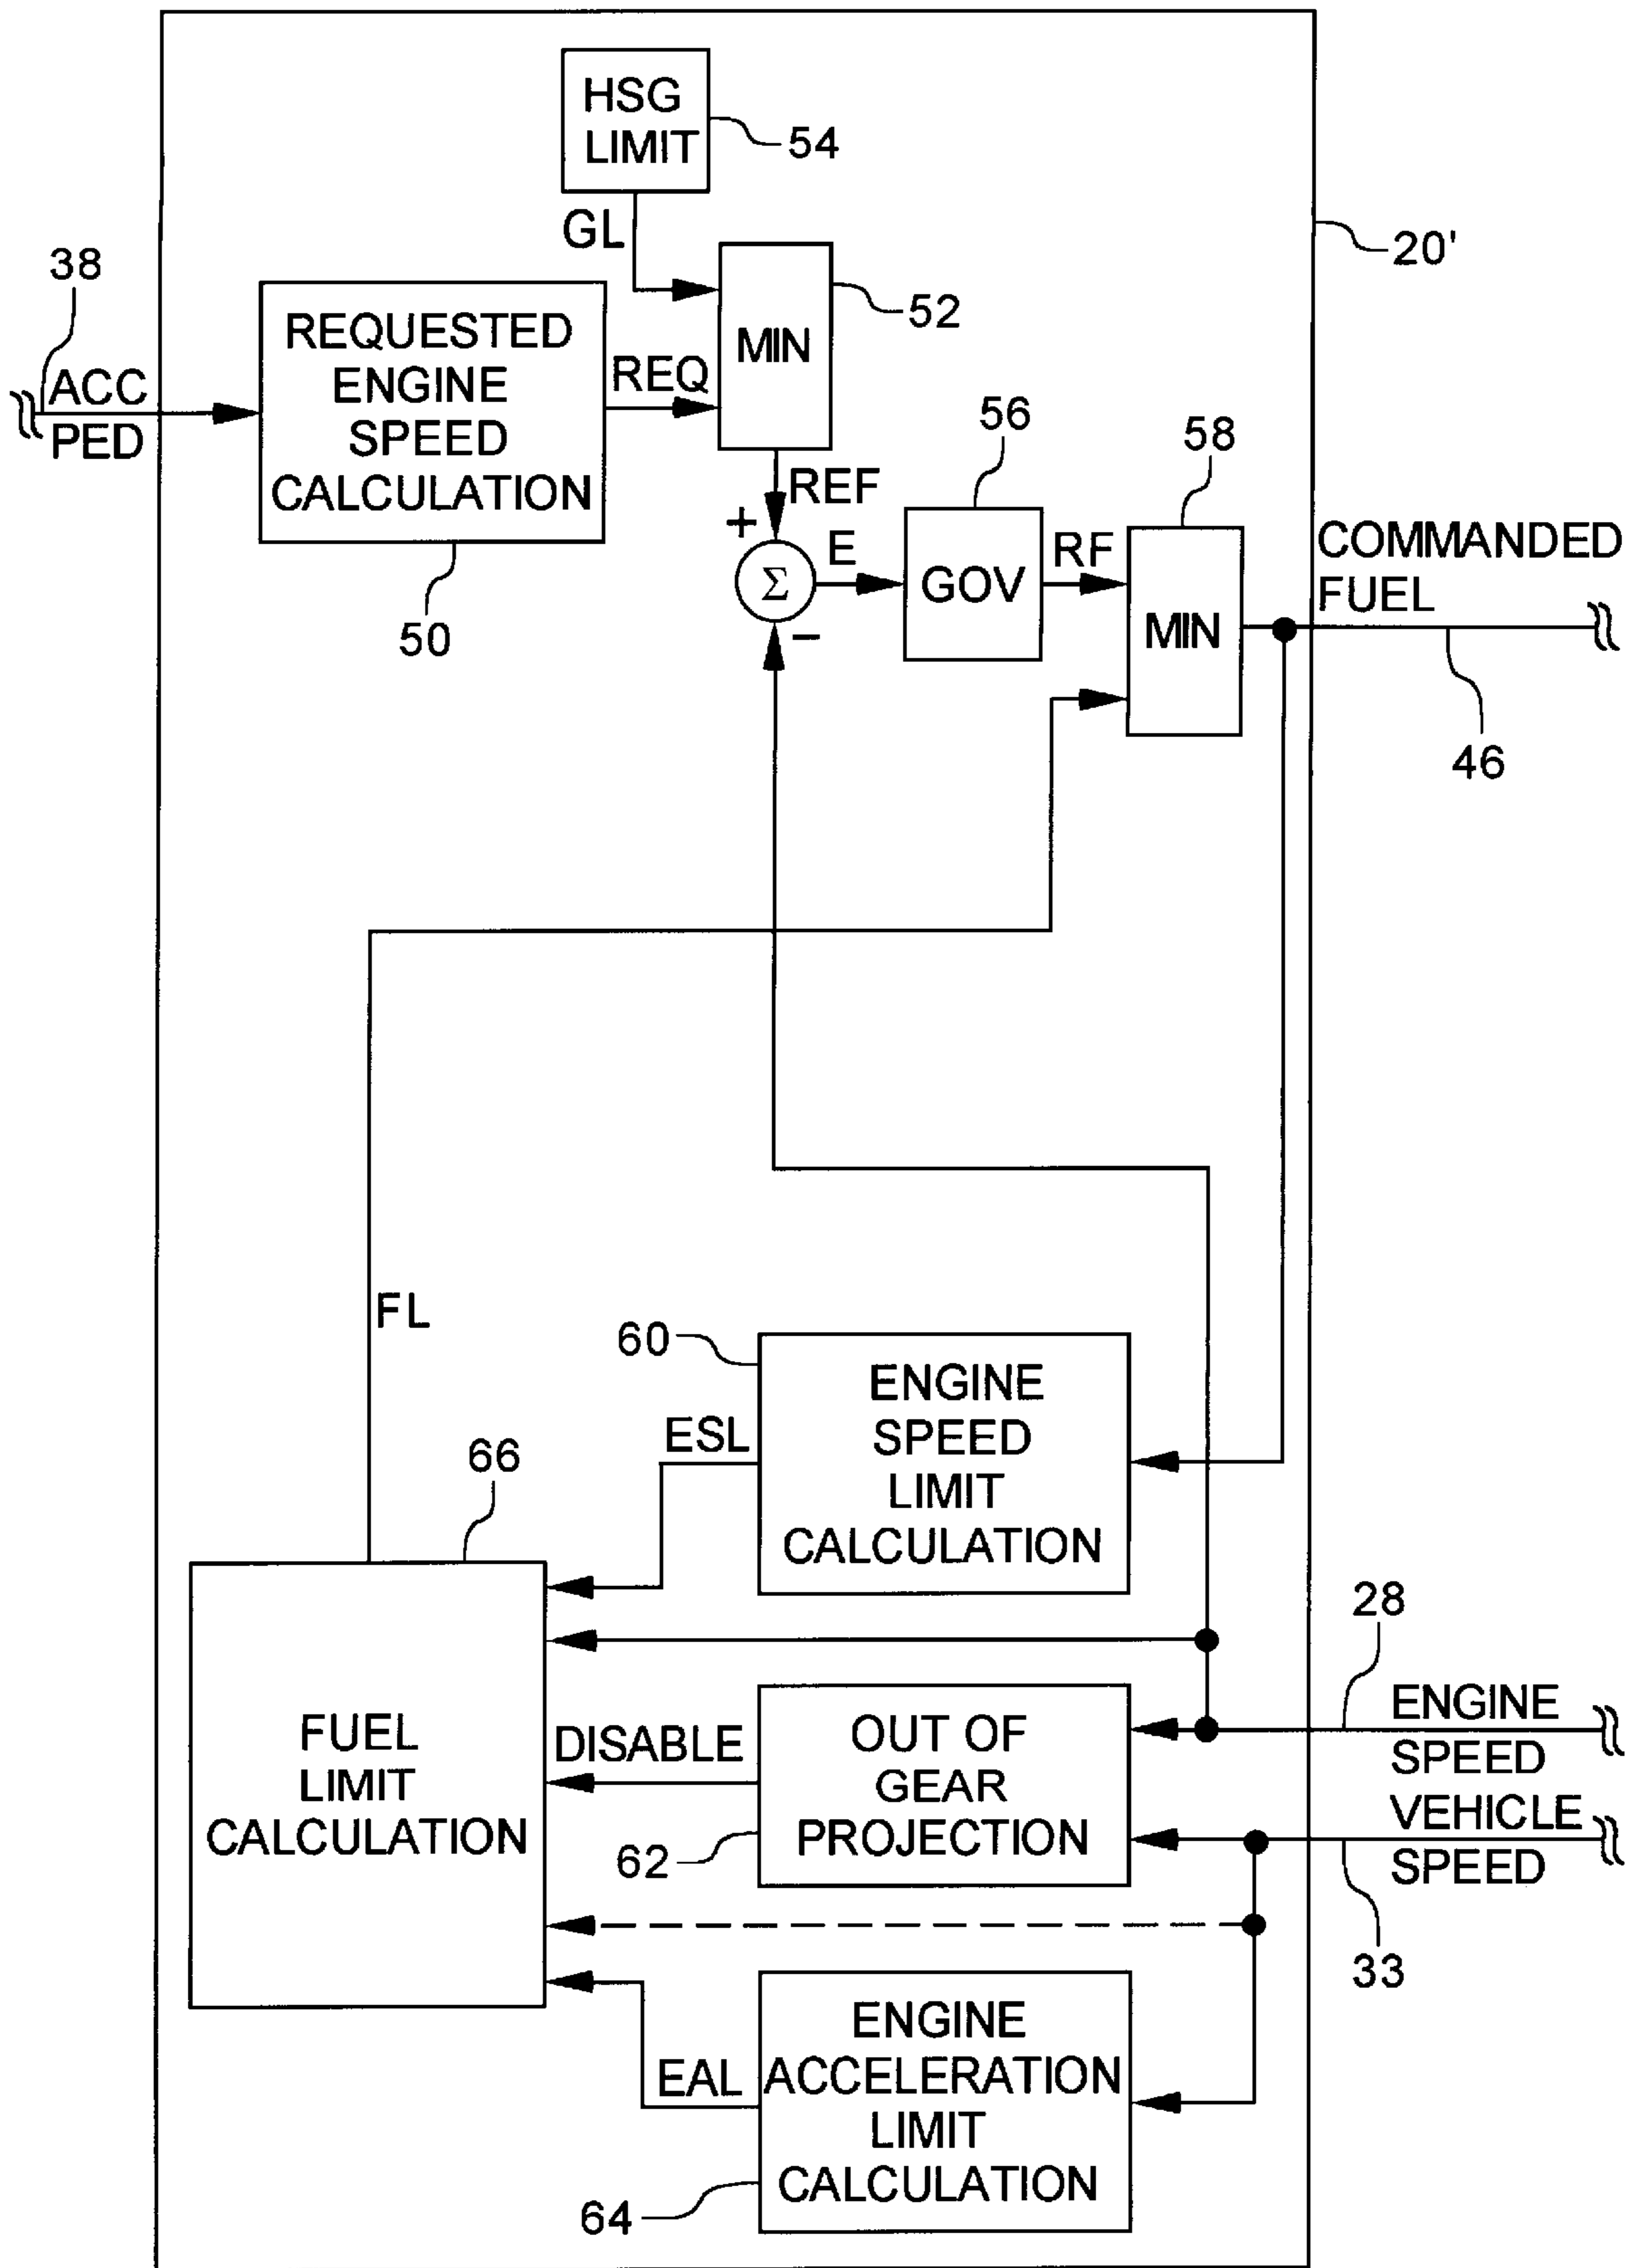 HSG
LIMIT
54
GL
20'
38
52
REQUESTED
ENGINE
SPEED
CALCULATION
REQ
MIN
ACC
PED
56
58
REF
+
E
RF
COMMANDED
FUEL
Σ
GOV
MIN
−
50
46
FL
60
ENGINE
SPEED
LIMIT
CALCULATION
ESL
66
28
ENGINE
SPEED
FUEL
LIMIT
CALCULATION
DISABLE
OUT OF
GEAR
PROJECTION
VEHICLE
SPEED
62
33
ENGINE
ACCELERATION
LIMIT
CALCULATION
EAL
64